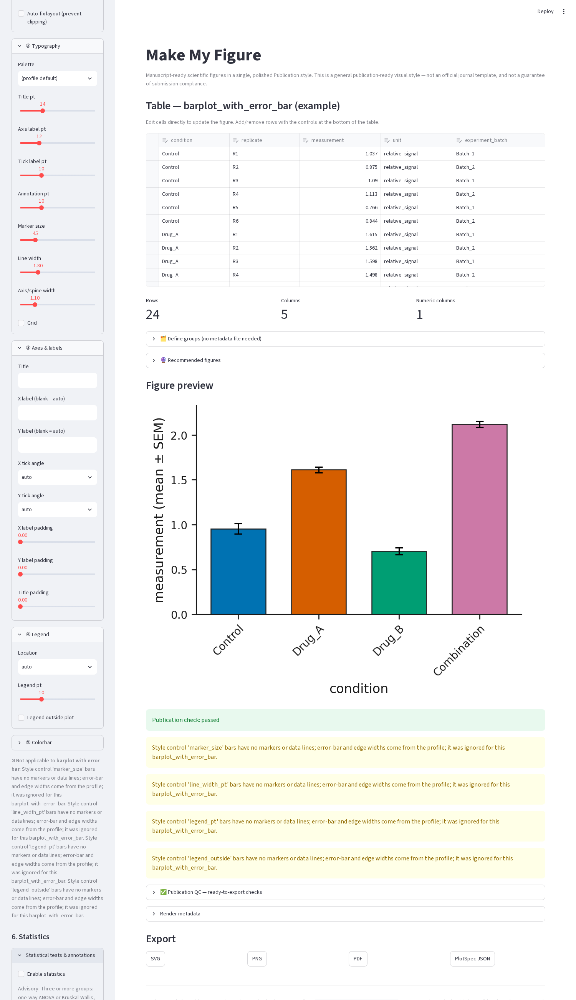 Auto-fix layout (prevent
clipping)
② Typography
Palette
(profile default)
Title pt
14
Axis label pt
12
Tick label pt
10
Annotation pt
10
Marker size
45
Line width
1.80
Axis/spine width
1.10
Grid
③ Axes & labels
Title
X label (blank = auto)
Y label (blank = auto)
X tick angle
auto
Y tick angle
auto
X label padding
0.00
Y label padding
0.00
Title padding
0.00
④ Legend
Location
auto
Legend pt
10
Legend outside plot
⑤ Colorbar
Not applicable to barplot with error
bar: Style control 'marker_size' bars
have no markers or data lines; error-bar
and edge widths come from the profile;
it was ignored for this
barplot_with_error_bar. Style control
'line_width_pt' bars have no markers or
data lines; error-bar and edge widths
come from the profile; it was ignored
for this barplot_with_error_bar. Style
control 'legend_pt' bars have no
markers or data lines; error-bar and
edge widths come from the profile; it
was ignored for this
barplot_with_error_bar. Style control
'legend_outside' bars have no markers
or data lines; error-bar and edge widths
come from the profile; it was ignored
for this barplot_with_error_bar.
6. Statistics
Statistical tests & annotations
Enable statistics
Advisory: Three or more groups:
one-way ANOVA or Kruskal-Wallis,
Deploy
Make My Figure
Manuscript-ready scientific figures in a single, polished Publication style. This is a general publication-ready visual style — not an official journal template, and not a guarantee
of submission compliance.
Table — barplot_with_error_bar (example)
Edit cells directly to update the figure. Add/remove rows with the controls at the bottom of the table.
condition replicate measurement unit experiment_batch
Control R1 1.037 relative_signal Batch_1
Control R2 0.875 relative_signal Batch_2
Control R3 1.09 relative_signal Batch_1
Control R4 1.113 relative_signal Batch_2
Control R5 0.766 relative_signal Batch_1
Control R6 0.844 relative_signal Batch_2
Drug_A R1 1.615 relative_signal Batch_1
Drug_A R2 1.562 relative_signal Batch_2
Drug_A R3 1.598 relative_signal Batch_1
Drug_A R4 1.498 relative_signal Batch_2
Rows Columns Numeric columns
24 5 1
Define groups (no metadata file needed)
Recommended figures
Figure preview
measurement (mean ± SEM)
2.0
1.5
1.0
0.5
0.0
Control Drug_A Drug_B Combination
condition
Publication check: passed
Style control 'marker_size' bars have no markers or data lines; error-bar and edge widths come from the profile; it was ignored for this
barplot_with_error_bar.
Style control 'line_width_pt' bars have no markers or data lines; error-bar and edge widths come from the profile; it was ignored for this
barplot_with_error_bar.
Style control 'legend_pt' bars have no markers or data lines; error-bar and edge widths come from the profile; it was ignored for this
barplot_with_error_bar.
Style control 'legend_outside' bars have no markers or data lines; error-bar and edge widths come from the profile; it was ignored for this
barplot_with_error_bar.
✅ Publication QC — ready-to-export checks
Render metadata
Export
SVG PNG PDF PlotSpec JSON